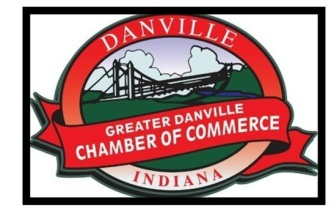 DANVILLE
GREATER DANVILLE
CHAMBER OF COMMERCE
INDIANA